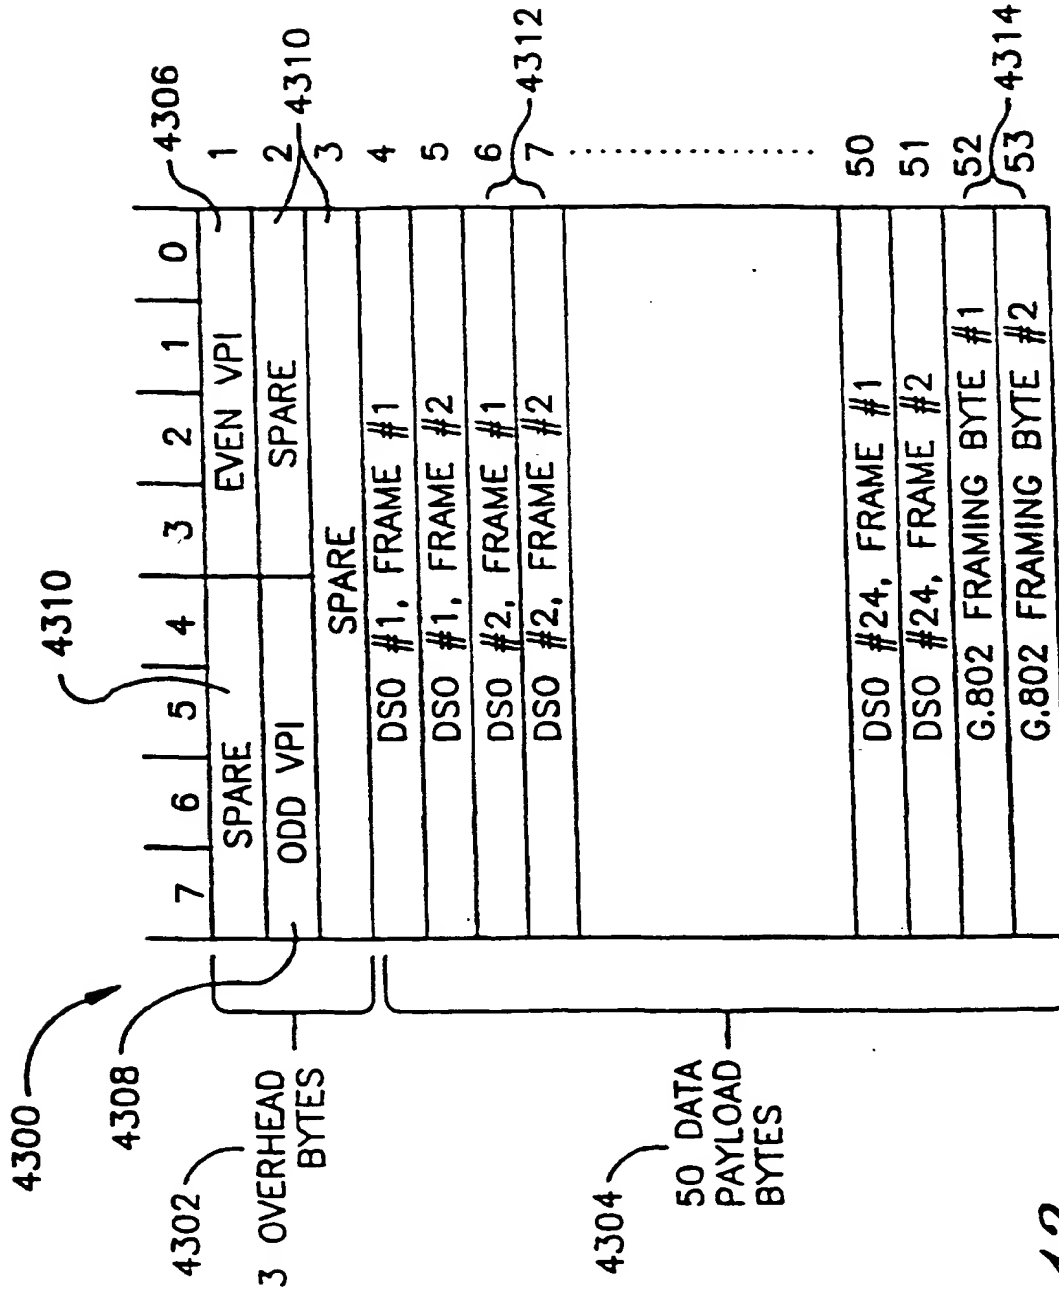 4300
4310
4308
4306
7 6 5 4 3 2 1 0
4302
3 OVERHEAD
BYTES
SPARE EVEN VPI 1
ODD VPI SPARE 2
4310
SPARE 3
DSO #1, FRAME #1 4
DSO #1, FRAME #2 5
DSO #2, FRAME #1 6
DSO #2, FRAME #2 7
4312
4304
50 DATA
PAYLOAD
BYTES
DSO #24, FRAME #1 50
DSO #24, FRAME #2 51
G.802 FRAMING BYTE #1 52
G.802 FRAMING BYTE #2 53
4314